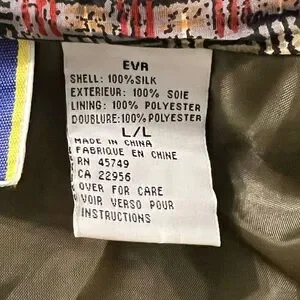 EVR
SHELL: 100%SILK
EXTERIEUR: 100% SOIE
LINING: 100% POLYESTER
DOUBLURE:100%POLYESTER
L/L
MADE IN CHINA
FABRIQUE EN CHINE
RN 45749
CA 22956
OVER FOR CARE
VOIR VERSO POUR
INSTRUCTIONS